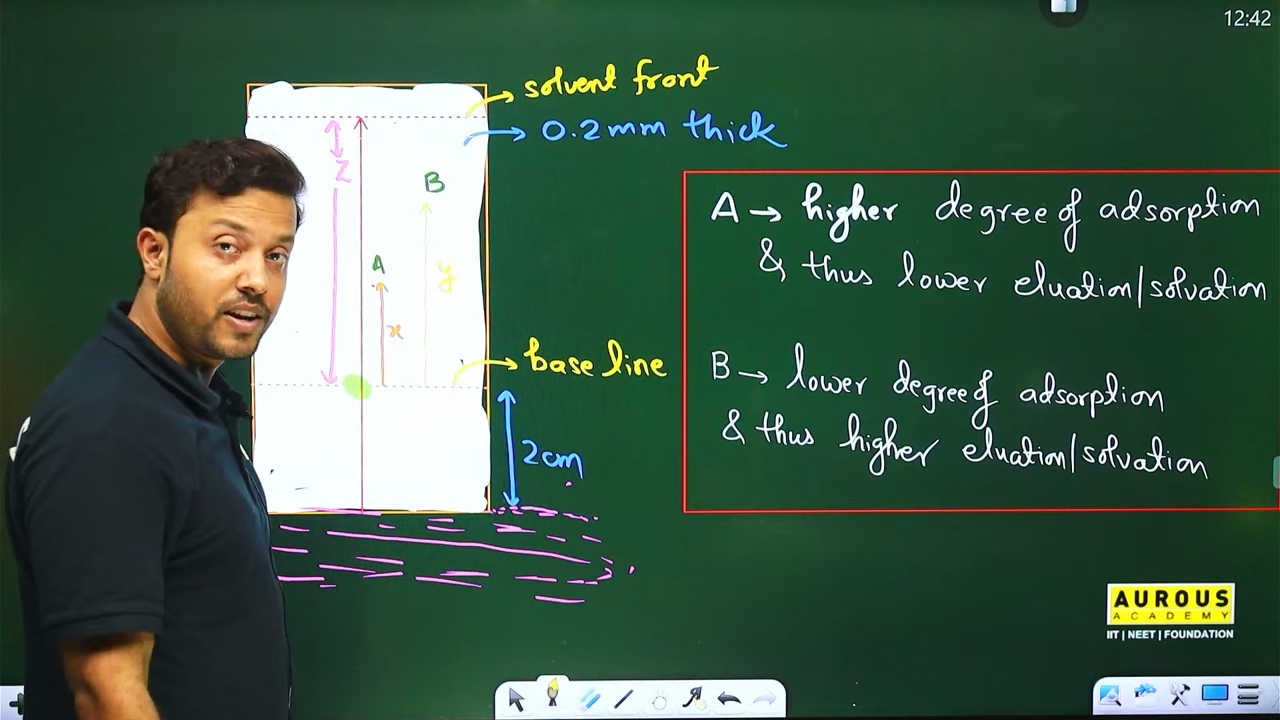 12:42
solvent front
0.2mm thick
Z
B
A
y
x
base line
2cm
A → higher degree of adsorption
& thus lower eluation/solvation
B → lower degree of adsorption
& thus higher eluation/solvation
AUROUS
ACADEMY
IIT | NEET | FOUNDATION